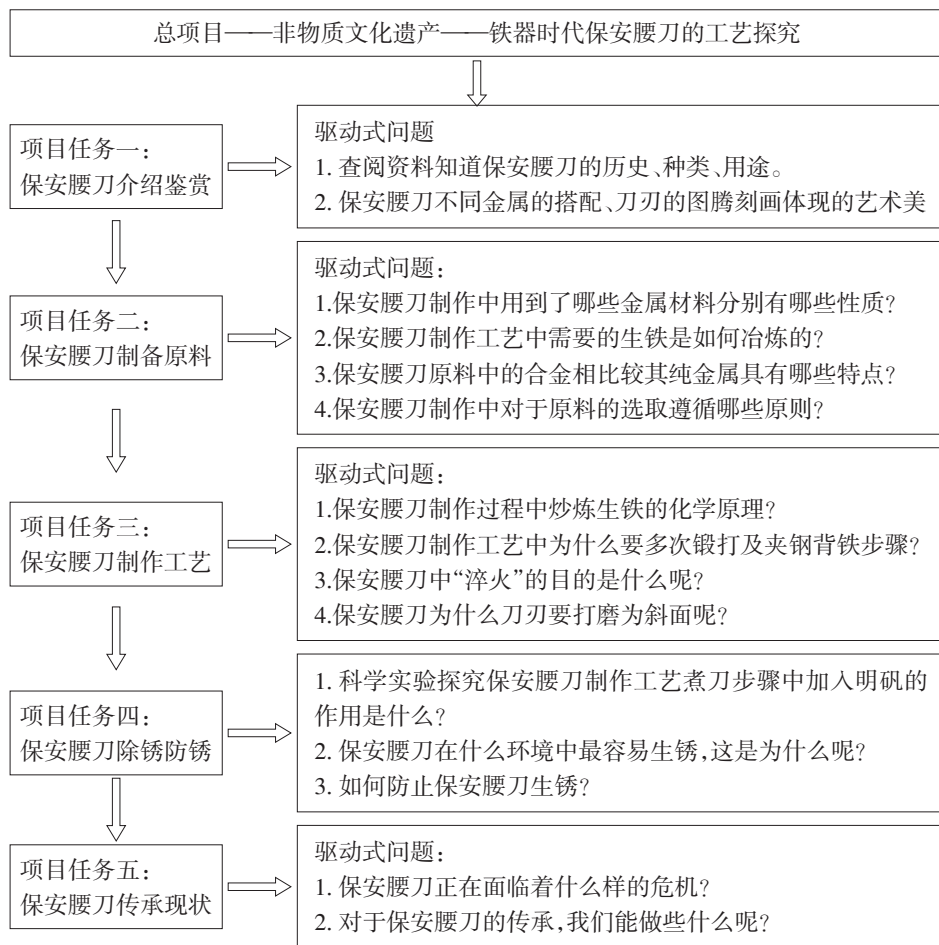 总项目——非物质文化遗产——铁器时代保安腰刀的工艺探究
项目任务一：
保安腰刀介绍鉴赏
驱动式问题
1. 查阅资料知道保安腰刀的历史、种类、用途。
2. 保安腰刀不同金属的搭配、刀刃的图腾刻画体现的艺术美
项目任务二：
保安腰刀制备原料
驱动式问题：
1.保安腰刀制作中用到了哪些金属材料分别有哪些性质？
2.保安腰刀制作工艺中需要的生铁是如何冶炼的？
3.保安腰刀原料中的合金相比较其纯金属具有哪些特点？
4.保安腰刀制作中对于原料的选取遵循哪些原则？
项目任务三：
保安腰刀制作工艺
驱动式问题：
1.保安腰刀制作过程中炒炼生铁的化学原理？
2.保安腰刀制作工艺中为什么要多次锻打及夹钢背铁步骤？
3.保安腰刀中“淬火”的目的是什么呢？
4.保安腰刀为什么刀刃要打磨为斜面呢？
项目任务四：
保安腰刀除锈防锈
1. 科学实验探究保安腰刀制作工艺煮刀步骤中加入明矾的
作用是什么？
2. 保安腰刀在什么环境中最容易生锈，这是为什么呢？
3. 如何防止保安腰刀生锈？
项目任务五：
保安腰刀传承现状
驱动式问题：
1. 保安腰刀正在面临着什么样的危机？
2. 对于保安腰刀的传承，我们能做些什么呢？